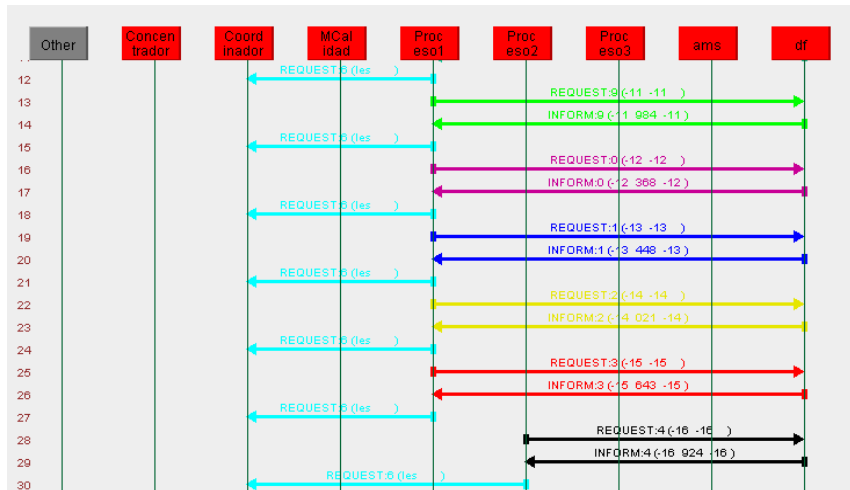 Other
Concen
trador
Coord
inador
MCal
idad
Proc
eso1
Proc
eso2
Proc
eso3
ams
df
12 REQUEST:6 (les )
13 REQUEST:9 (-11 -11 )
14 INFORM:9 (-11 984 -11)
15 REQUEST:6 (les )
16 REQUEST:0 (-12 -12 )
17 INFORM:0 (-12 368 -12 )
18 REQUEST:6 (les )
19 REQUEST:1 (-13 -13 )
20 INFORM:1 (-13 448 -13 )
21 REQUEST:6 (les )
22 REQUEST:2 (-14 -14 )
23 INFORM:2 (-14 021 -14 )
24 REQUEST:6 (les )
25 REQUEST:3 (-15 -15 )
26 INFORM:3 (-15 643 -15 )
27 REQUEST:6 (les )
28 REQUEST:4 (-16 -16 )
29 INFORM:4 (-16 924 -16 )
30 REQUEST:6 (les )